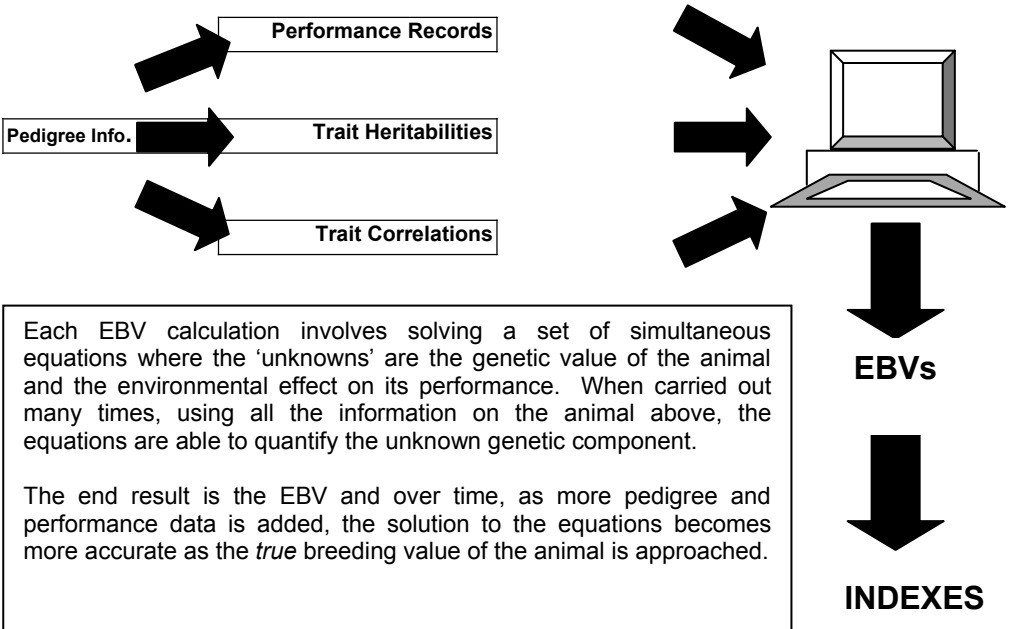 Performance Records
Pedigree Info.
Trait Heritabilities
Trait Correlations
Each EBV calculation involves solving a set of simultaneous
equations where the ‘unknowns’ are the genetic value of the animal
and the environmental effect on its performance. When carried out
many times, using all the information on the animal above, the
equations are able to quantify the unknown genetic component.
The end result is the EBV and over time, as more pedigree and
performance data is added, the solution to the equations becomes
more accurate as the true breeding value of the animal is approached.
EBVs
INDEXES